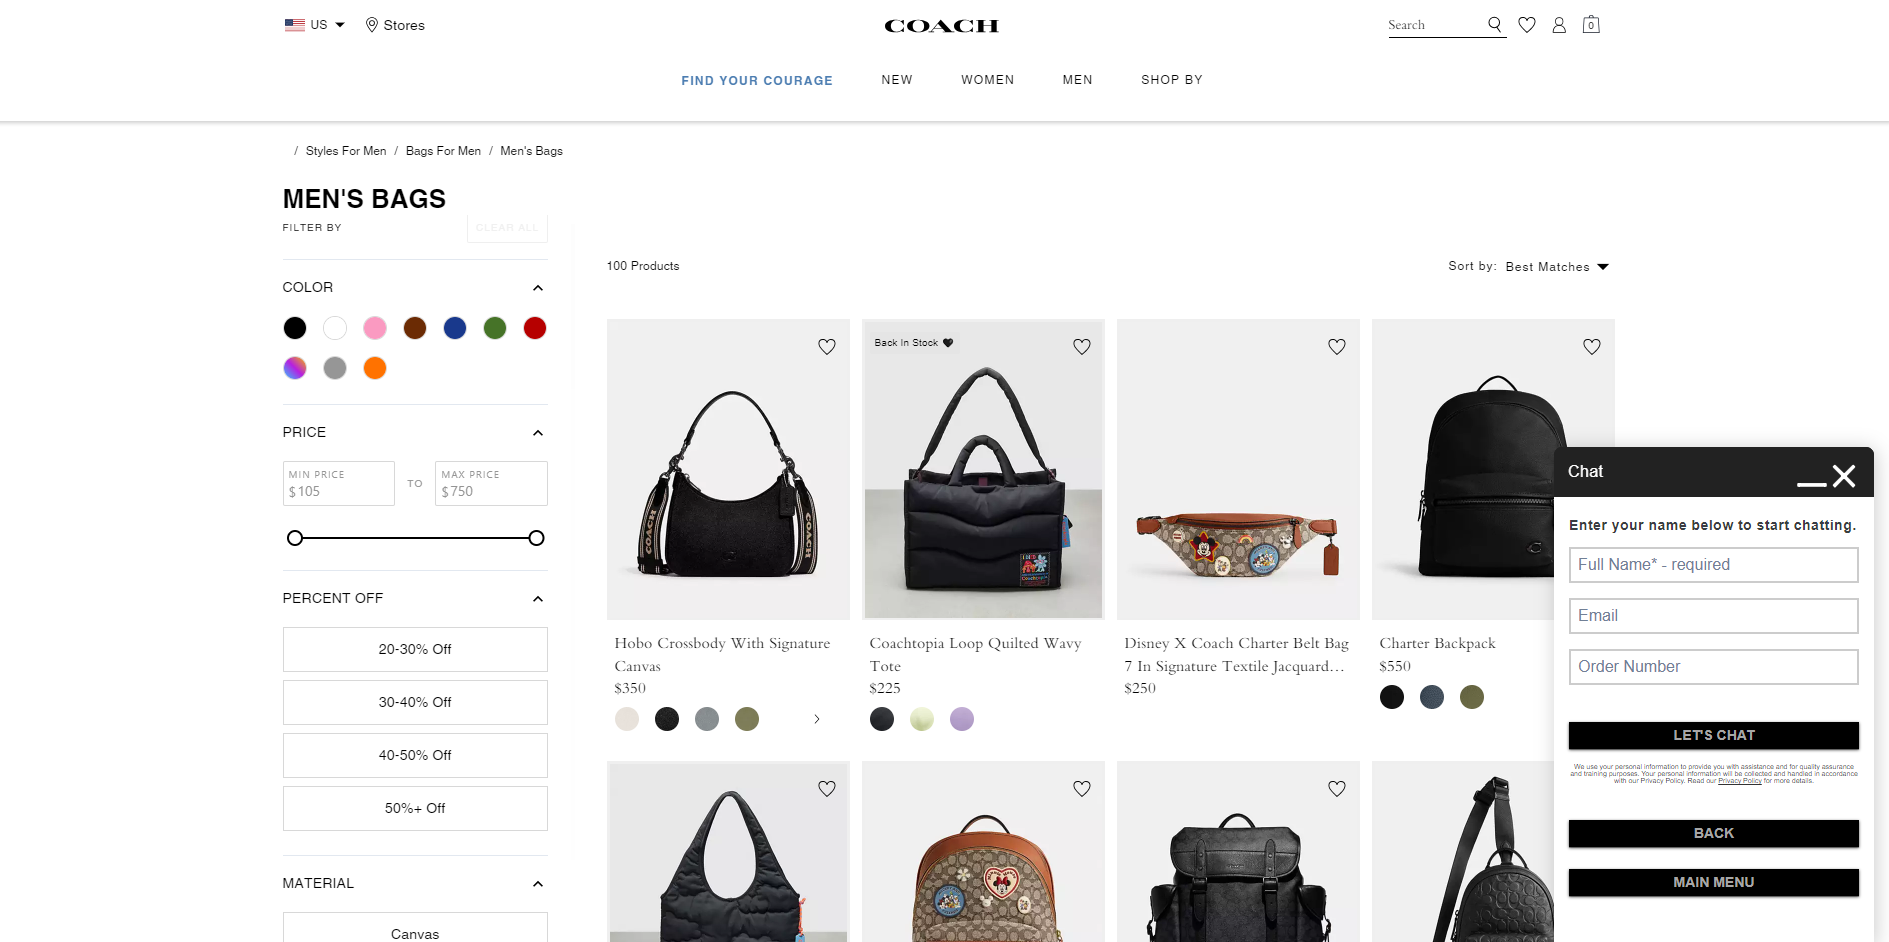 US
Stores
COACH
Search
0
FIND YOUR COURAGE
NEW
WOMEN
MEN
SHOP BY
/ Styles For Men / Bags For Men / Men's Bags
MEN'S BAGS
FILTER BY
CLEAR ALL
100 Products
Sort by: Best Matches
COLOR
PRICE
MIN PRICE
$105
TO
MAX PRICE
$750
PERCENT OFF
20-30% Off
30-40% Off
40-50% Off
50%+ Off
MATERIAL
Canvas
COACH
COACH
Hobo Crossbody With Signature
Canvas
$350
Back In Stock
Coachtopia Loop Quilted Wavy
Tote
$225
Disney X Coach Charter Belt Bag
7 In Signature Textile Jacquard...
$250
Charter Backpack
$550
Chat
Enter your name below to start chatting.
Full Name* - required
Email
Order Number
LET'S CHAT
We use your personal information to provide you with assistance and for quality assurance
and training purposes. Your personal information will be collected and handled in accordance
with our Privacy Policy. Read our Privacy Policy for more details.
BACK
MAIN MENU